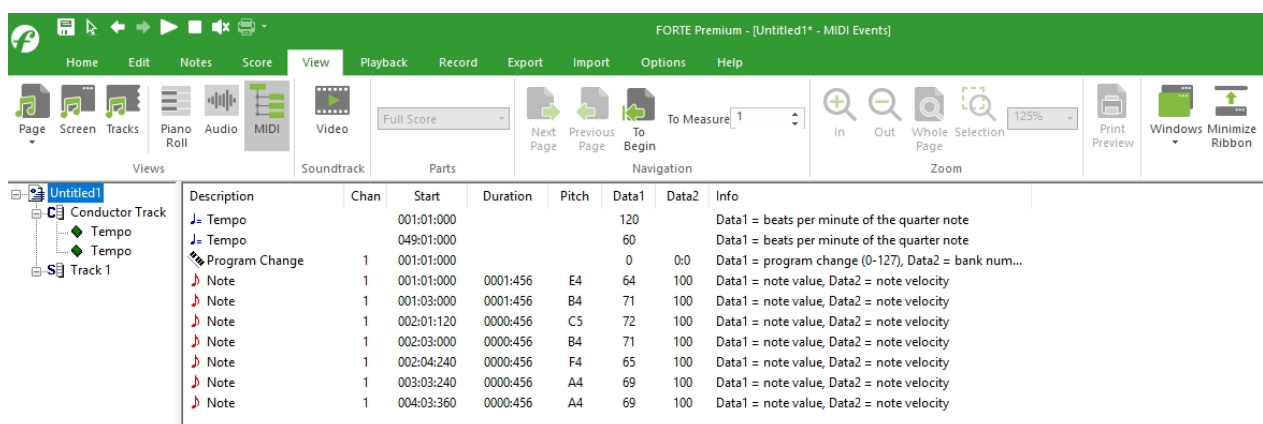 FORTE Premium - [Untitled1* - MIDI Events]
Home Edit Notes Score View Playback Record Export Import Options Help
Page Screen Tracks Piano Roll Audio MIDI Video Full Score Next Page Previous Page To Begin To Measure 1 In Out Whole Page Selection 125% Print Preview Windows Minimize Ribbon
Views Soundtrack Parts Navigation Zoom
Untitled1
Conductor Track
Tempo
Tempo
Track 1
Description Chan Start Duration Pitch Data1 Data2 Info
Tempo 001:01:000 120 Data1 = beats per minute of the quarter note
Tempo 049:01:000 60 Data1 = beats per minute of the quarter note
Program Change 1 001:01:000 0 0:0 Data1 = program change (0-127), Data2 = bank num...
Note 1 001:01:000 0001:456 E4 64 100 Data1 = note value, Data2 = note velocity
Note 1 001:03:000 0001:456 B4 71 100 Data1 = note value, Data2 = note velocity
Note 1 002:01:120 0000:456 C5 72 100 Data1 = note value, Data2 = note velocity
Note 1 002:03:000 0000:456 B4 71 100 Data1 = note value, Data2 = note velocity
Note 1 002:04:240 0000:456 F4 65 100 Data1 = note value, Data2 = note velocity
Note 1 003:03:240 0000:456 A4 69 100 Data1 = note value, Data2 = note velocity
Note 1 004:03:360 0000:456 A4 69 100 Data1 = note value, Data2 = note velocity